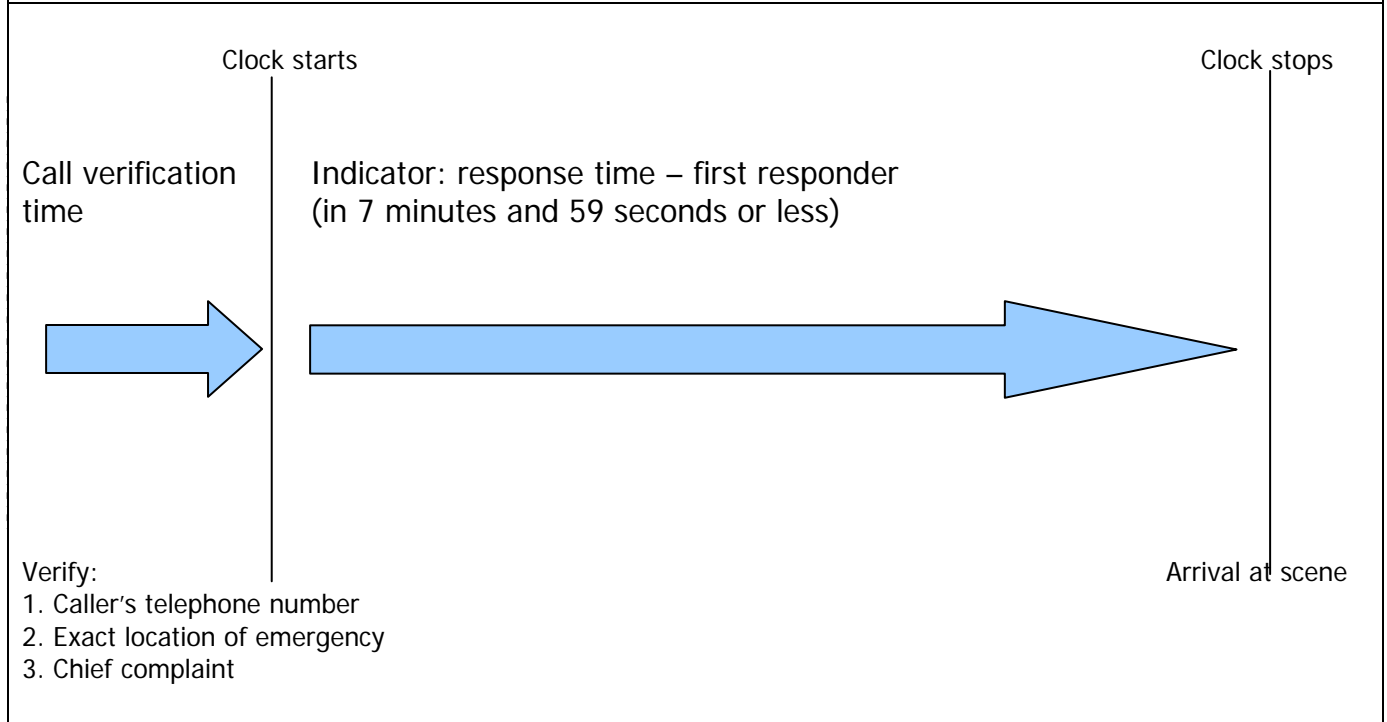 Clock starts
Clock stops
Call verification
time
Indicator: response time – first responder
(in 7 minutes and 59 seconds or less)
Verify:
1. Caller's telephone number
2. Exact location of emergency
3. Chief complaint
Arrival at scene